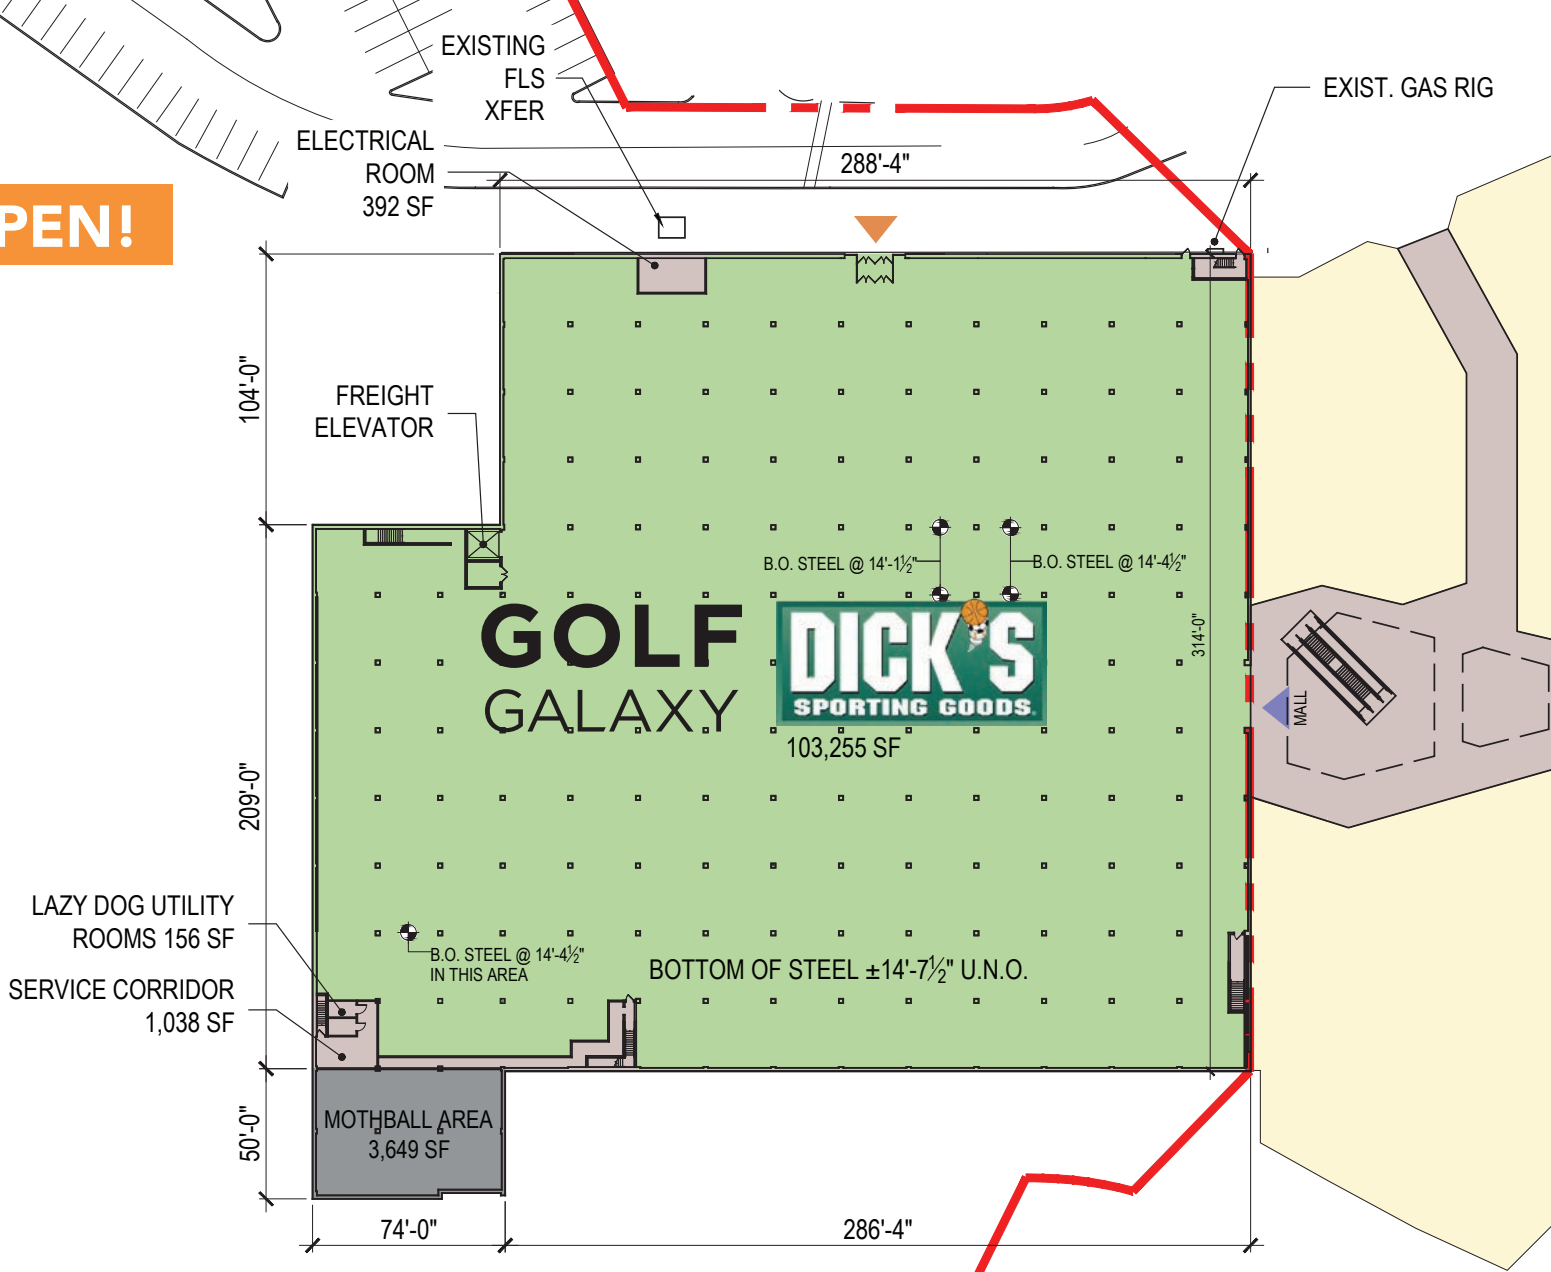 EXISTING
FLS
XFER
EXIST. GAS RIG
ELECTRICAL
ROOM
392 SF
288'-4"
PEN!
104'-0"
FREIGHT
ELEVATOR
B.O. STEEL @ 14'-1½"
B.O. STEEL @ 14'-4½"
GOLF
GALAXY
DICK'S
SPORTING GOODS.
103,255 SF
314'-0"
MALL
209'-0"
LAZY DOG UTILITY
ROOMS 156 SF
SERVICE CORRIDOR
1,038 SF
B.O. STEEL @ 14'-4½"
IN THIS AREA
BOTTOM OF STEEL ±14'-7½" U.N.O.
MOTHBALL AREA
3,649 SF
50'-0"
74'-0"
286'-4"